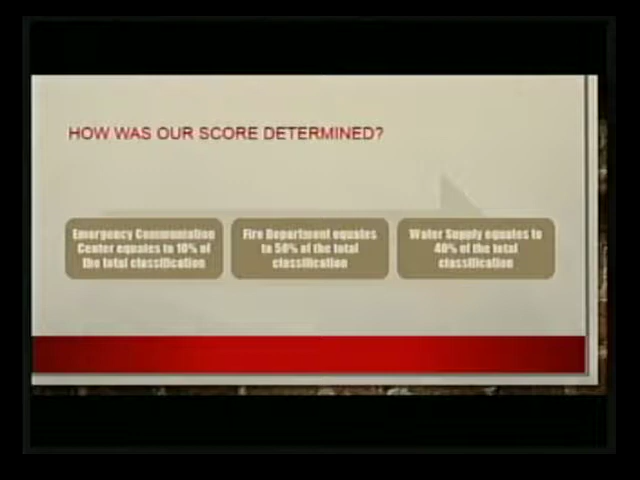 HOW WAS OUR SCORE DETERMINED?
Emergency Communiation
Center equates to 10% of
the total classification
Fire Department equates
to 50% of the total
classification
Water Supply equates to
40% of the total
classification